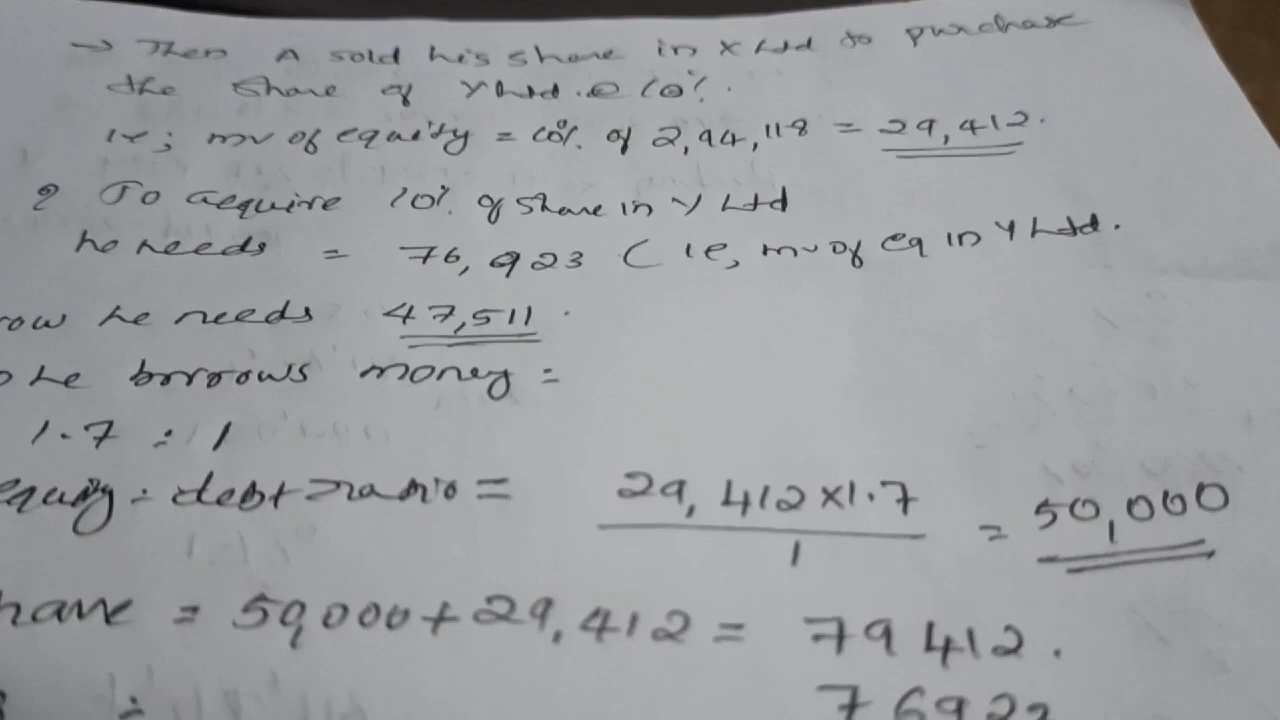 → Then A sold his share in X Ltd to purchase
the share of Y Ltd. @ 10%.
ie; mv of equity = 10% of 2,94,118 = 29,412.
To acquire 10% of share in Y Ltd
he needs = 76,923 ( ie, mv of eq in Y Ltd.
now he needs 47,511.
he borrows money =
1.7 : 1
equity : debt ratio = 29,412×1.7 / 1 = 50,000
have = 50,000 + 29,412 = 79412.